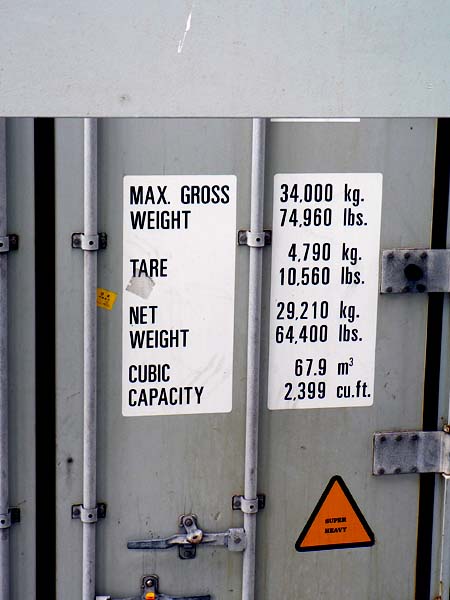 MAX. GROSS 34,000 kg.
WEIGHT 74,960 lbs.
4,790 kg.
TARE 10,560 lbs.
NET 29,210 kg.
WEIGHT 64,400 lbs.
CUBIC 67.9 m³
CAPACITY 2,399 cu.ft.
SUPER
HEAVY